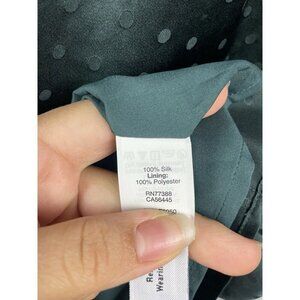 100% Silk
Lining:
100% Polyester
RN77388
CA56445